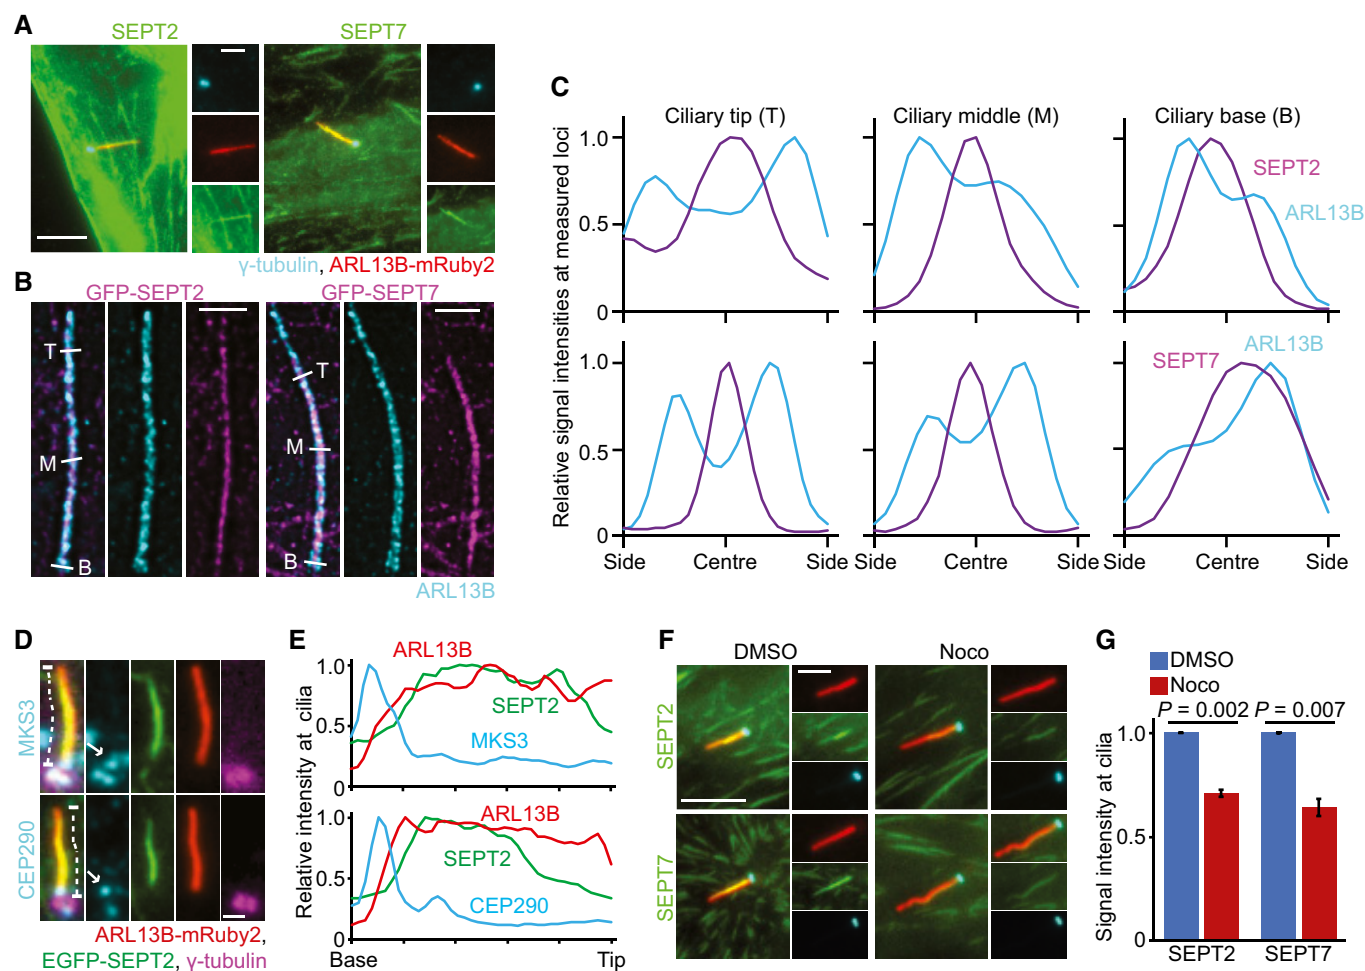 A
SEPT2
SEPT7
γ-tubulin, ARL13B-mRuby2
B
GFP-SEPT2
GFP-SEPT7
T
M
B
T
M
B
ARL13B
C
Relative signal intensities at measured loci
Ciliary tip (T)
Ciliary middle (M)
Ciliary base (B)
1.0
0.5
0
SEPT2
ARL13B
1.0
0.5
0
SEPT7
ARL13B
Side
Centre
Side
Side
Centre
Side
Side
Centre
Side
D
MKS3
CEP290
ARL13B-mRuby2,
EGFP-SEPT2, γ-tubulin
E
Relative intensity at cilia
ARL13B
1.0
0.5
0
SEPT2
MKS3
1.0
0.5
0
ARL13B
SEPT2
CEP290
Base
Tip
F
DMSO
Noco
SEPT2
SEPT7
G
DMSO
Noco
P = 0.002
P = 0.007
Signal intensity at cilia
1.0
0.5
0
SEPT2
SEPT7